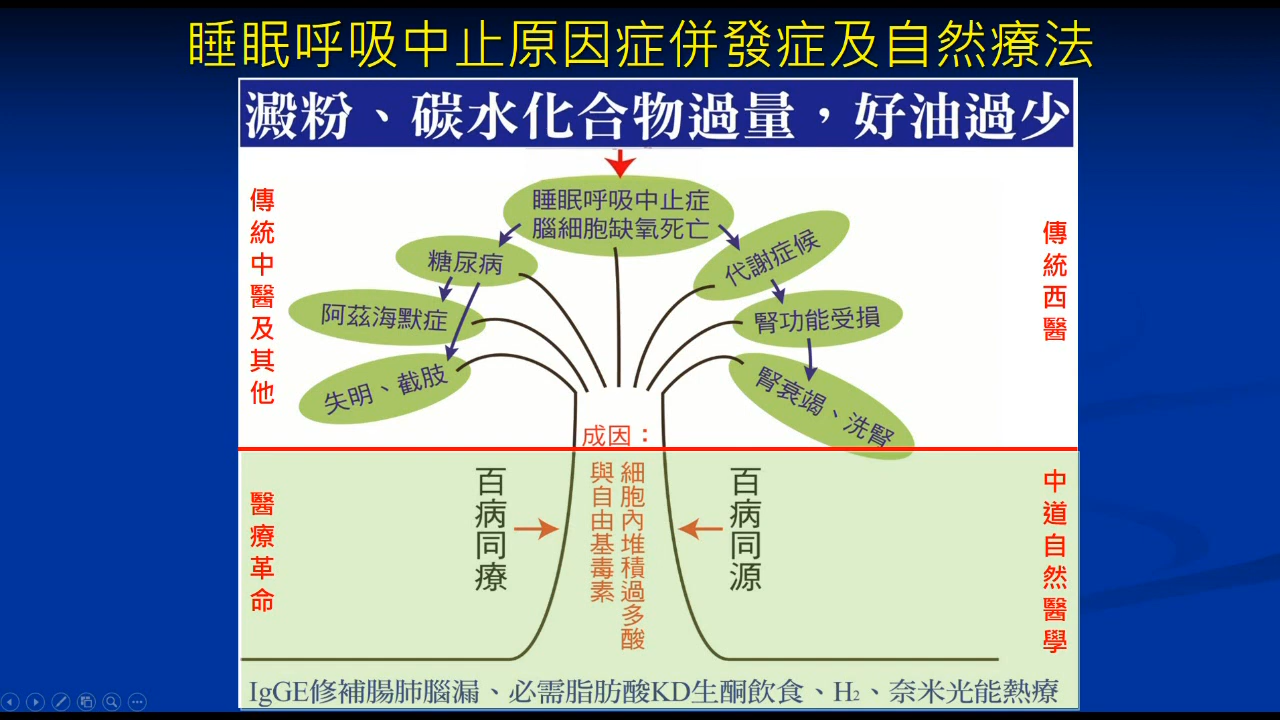 睡眠呼吸中止原因症併發症及自然療法
澱粉、碳水化合物過量，好油過少
睡眠呼吸中止症
腦細胞缺氧死亡
糖尿病
代謝症候
阿茲海默症
腎功能受損
失明、截肢
腎衰竭、洗腎
傳統中醫及其他
傳統西醫
成因：
細胞內堆積過多酸
與自由基毒素
百病同療
百病同源
醫療革命
中道自然醫學
IgGE修補腸肺腦漏、必需脂肪酸KD生酮飲食、H₂、奈米光能熱療